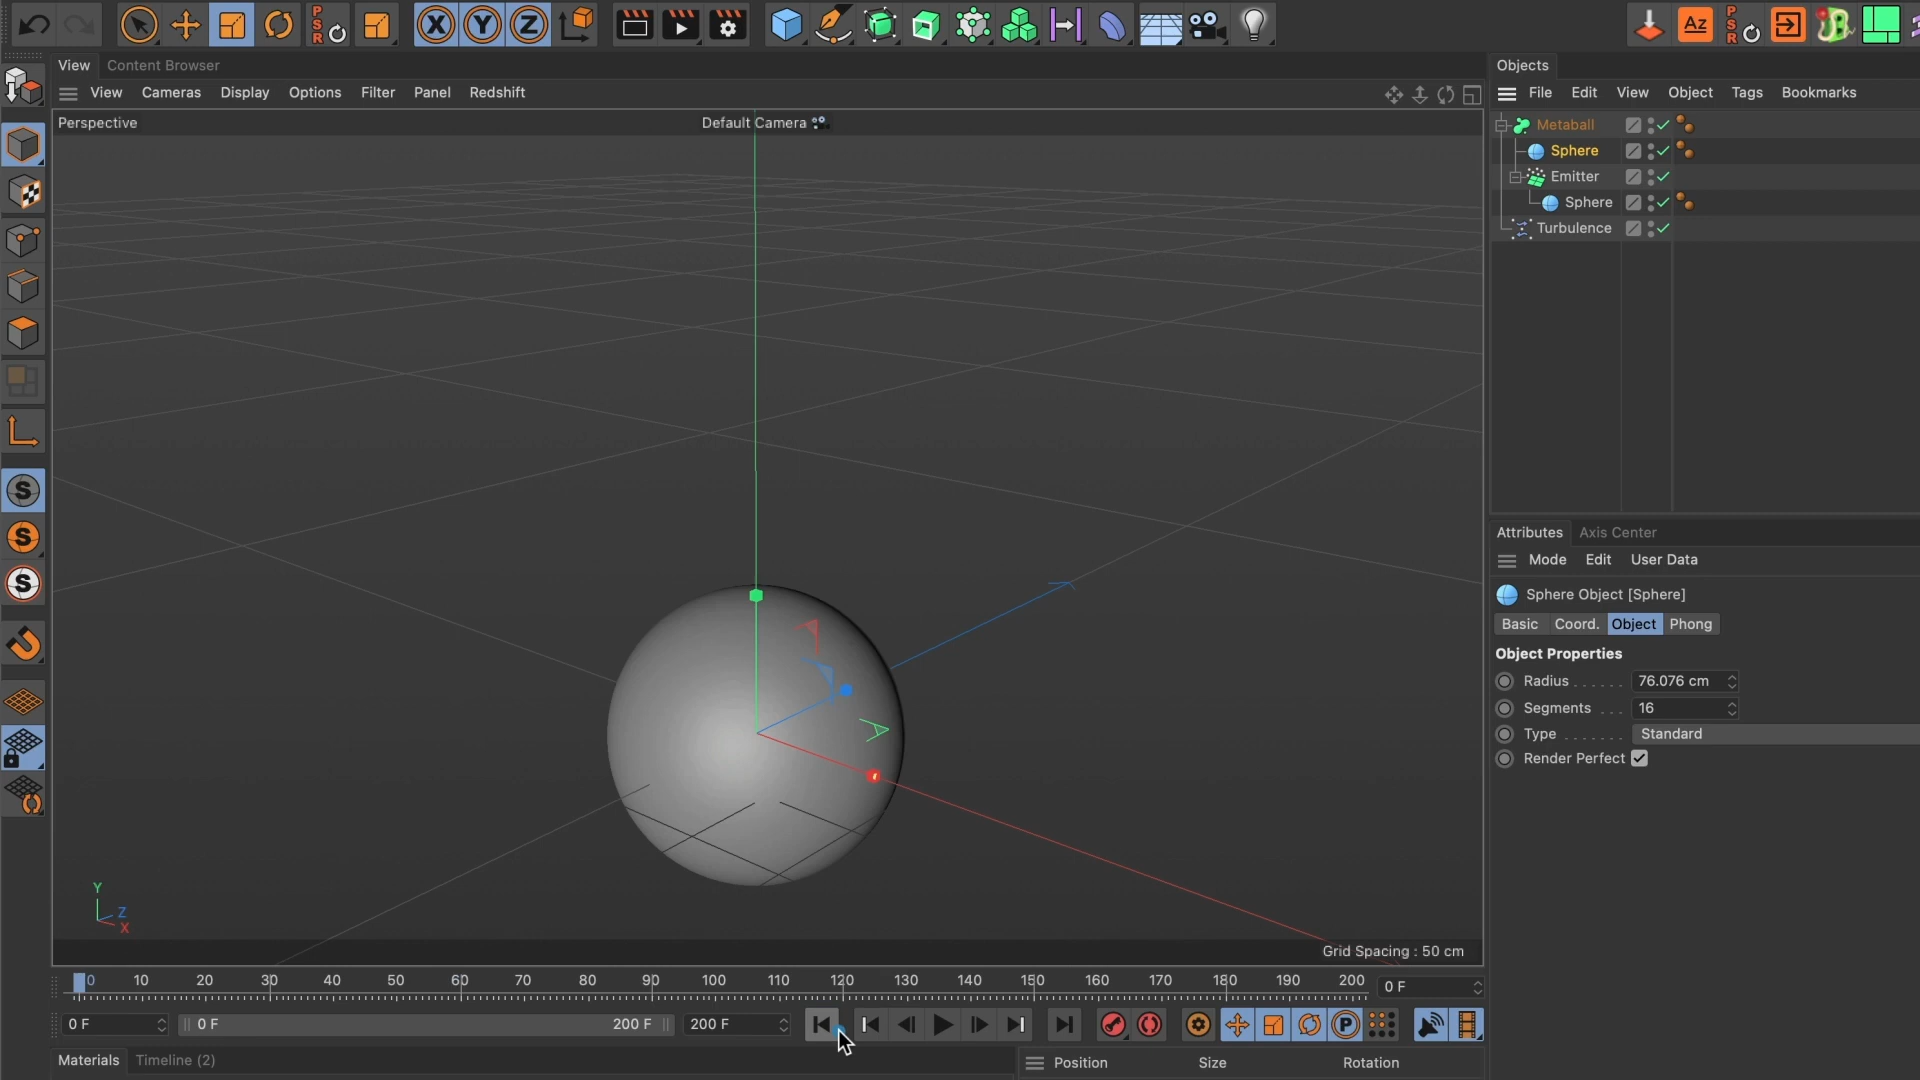 PSR
X Y Z
Az
PSR
View Content Browser
Objects
View Cameras Display Options Filter Panel Redshift
File Edit View Object Tags Bookmarks
Perspective
Default Camera
Metaball
Sphere
Emitter
Sphere
Turbulence
S
S
S
Attributes Axis Center
Mode Edit User Data
Sphere Object [Sphere]
Basic Coord. Object Phong
Object Properties
Radius . . . . . . 76.076 cm
Segments . . . 16
Type . . . . . . . Standard
Render Perfect
Y
Z
X
Grid Spacing : 50 cm
0 10 20 30 40 50 60 70 80 90 100 110 120 130 140 150 160 170 180 190 200
0 F
0 F 0 F 200 F 200 F
P
Materials Timeline (2)
Position Size Rotation